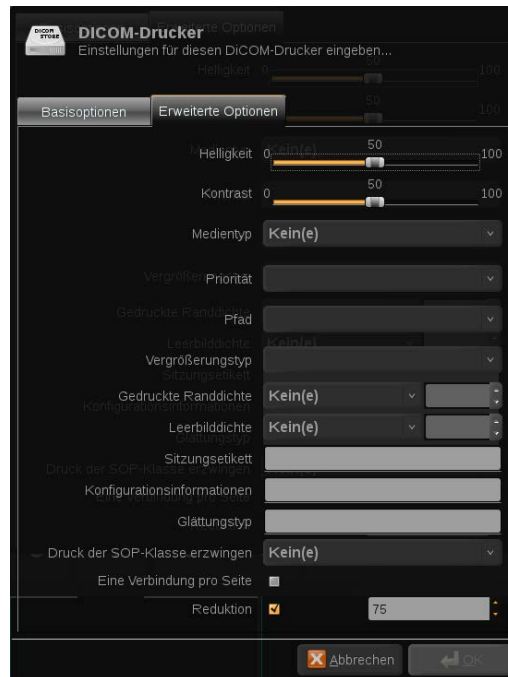 DICOM STORE
DICOM-Drucker
Einstellungen für diesen DiCOM-Drucker eingeben...
Basisoptionen
Erweiterte Optionen
Helligkeit 0 50 100
Kontrast 0 50 100
Medientyp Kein(e)
Priorität
Pfad
Vergrößerungstyp
Gedruckte Randdichte Kein(e)
Leerbilddichte Kein(e)
Sitzungsetikett
Konfigurationsinformationen
Glättungstyp
Druck der SOP-Klasse erzwingen Kein(e)
Eine Verbindung pro Seite
Reduktion 75
Abbrechen
OK